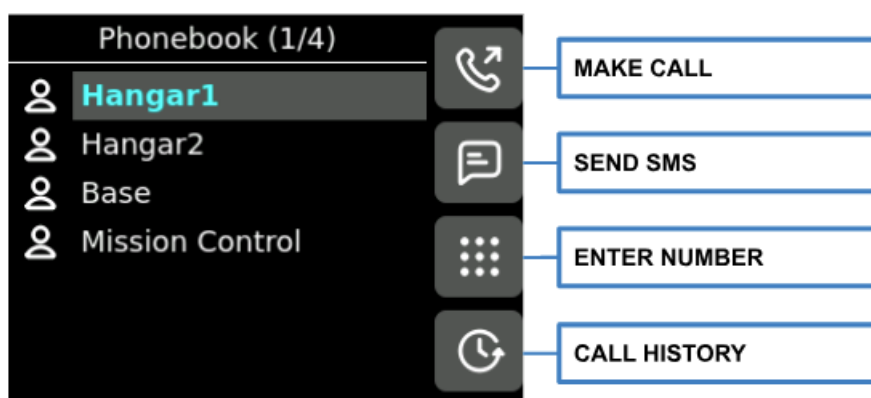 Phonebook (1/4)
Hangar1
Hangar2
Base
Mission Control
MAKE CALL
SEND SMS
ENTER NUMBER
CALL HISTORY